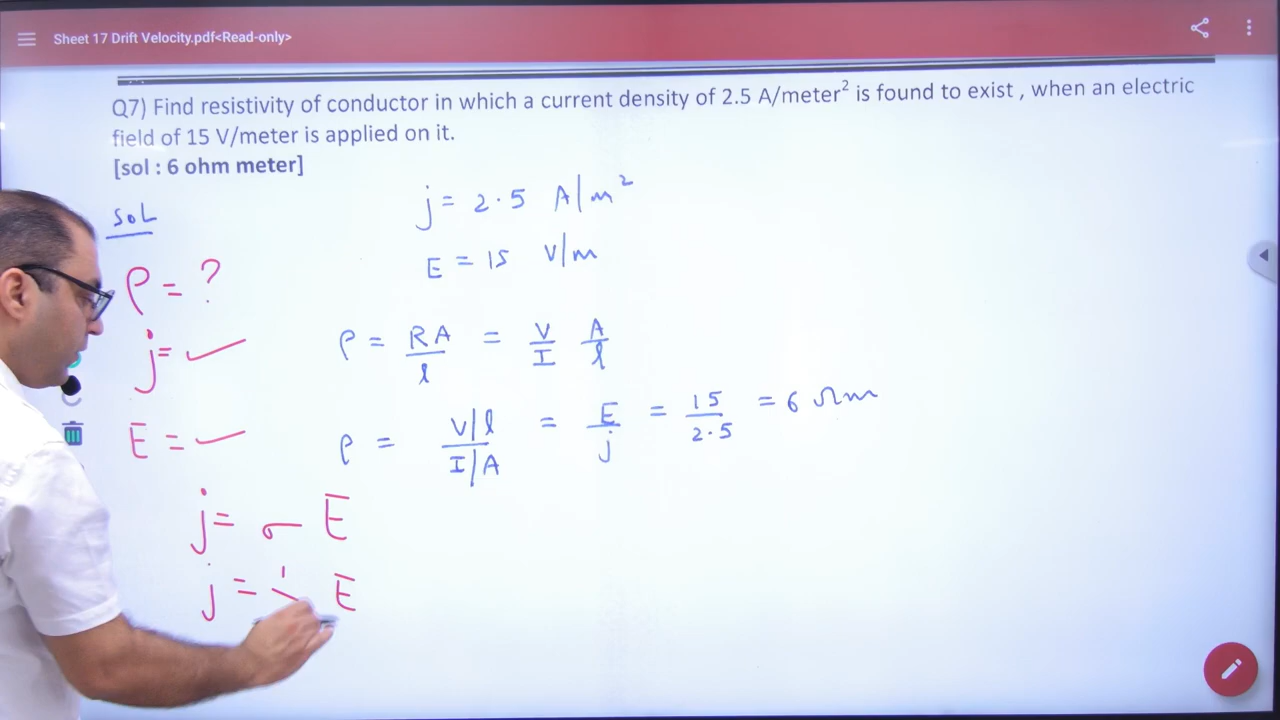 Sheet 17 Drift Velocity.pdf<Read-only>
Q7) Find resistivity of conductor in which a current density of 2.5 A/meter² is found to exist , when an electric
field of 15 V/meter is applied on it.
[sol : 6 ohm meter]
SOL
j = 2.5 A/m²
E = 15 V/m
ρ = ?
j = ✓
E = ✓
ρ = RA/l = V/I A/l
ρ = V/l / I/A = E/j = 15/2.5 = 6 Ωm
j = σ E
j = 1 E